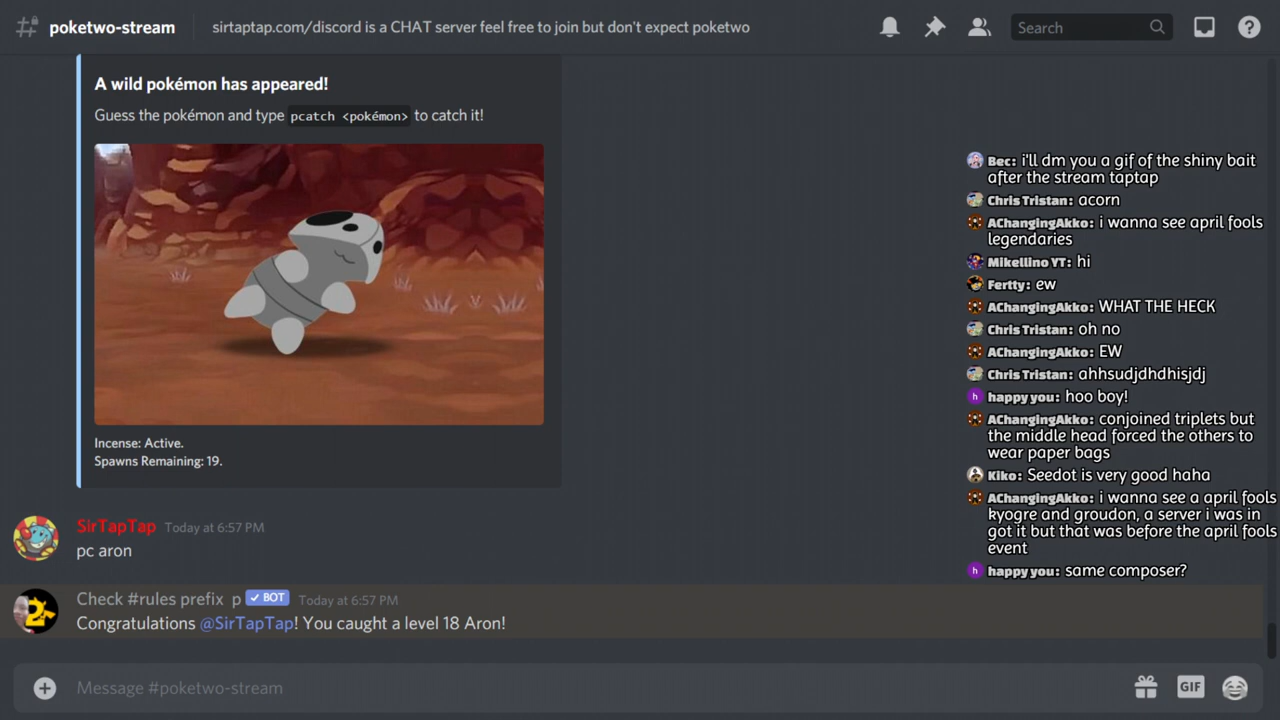 poketwo-stream
sirtaptap.com/discord is a CHAT server feel free to join but don't expect poketwo
Search
A wild pokémon has appeared!
Guess the pokémon and type pcatch <pokémon> to catch it!
Incense: Active.
Spawns Remaining: 19.
SirTapTap Today at 6:57 PM
pc aron
Check #rules prefix p ✓ BOT Today at 6:57 PM
Congratulations @SirTapTap! You caught a level 18 Aron!
Message #poketwo-stream
GIF
Bec: i'll dm you a gif of the shiny bait
after the stream taptap
Chris Tristan: acorn
AChangingAkko: i wanna see april fools
legendaries
Mikellino YT: hi
Fertty: ew
AChangingAkko: WHAT THE HECK
Chris Tristan: oh no
AChangingAkko: EW
Chris Tristan: ahhsudjdhdhisjdj
h happy you: hoo boy!
AChangingAkko: conjoined triplets but
the middle head forced the others to
wear paper bags
Kiko: Seedot is very good haha
AChangingAkko: i wanna see a april fools
kyogre and groudon, a server i was in
got it but that was before the april fools
event
h happy you: same composer?